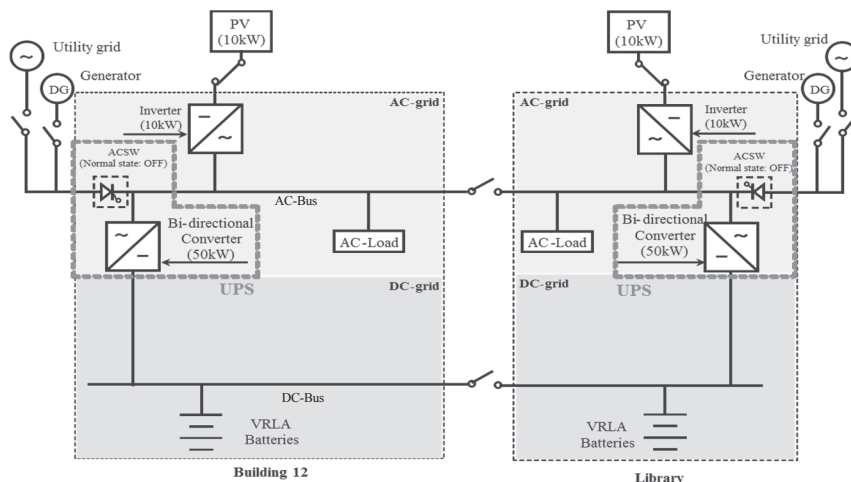 PV
(10kW)
Utility grid
~
Generator
DG
Inverter
(10kW)
AC-grid
~
ACSW
(Normal state: OFF)
AC-Bus
~
Bi-directional
Converter
(50kW)
AC-Load
UPS
DC-grid
DC-Bus
VRLA
Batteries
Building 12
PV
(10kW)
Utility grid
~
Generator
DG
AC-grid
Inverter
(10kW)
~
ACSW
(Normal state: OFF)
Bi-directional
Converter
(50kW)
~
AC-Load
DC-grid
UPS
VRLA
Batteries
Library